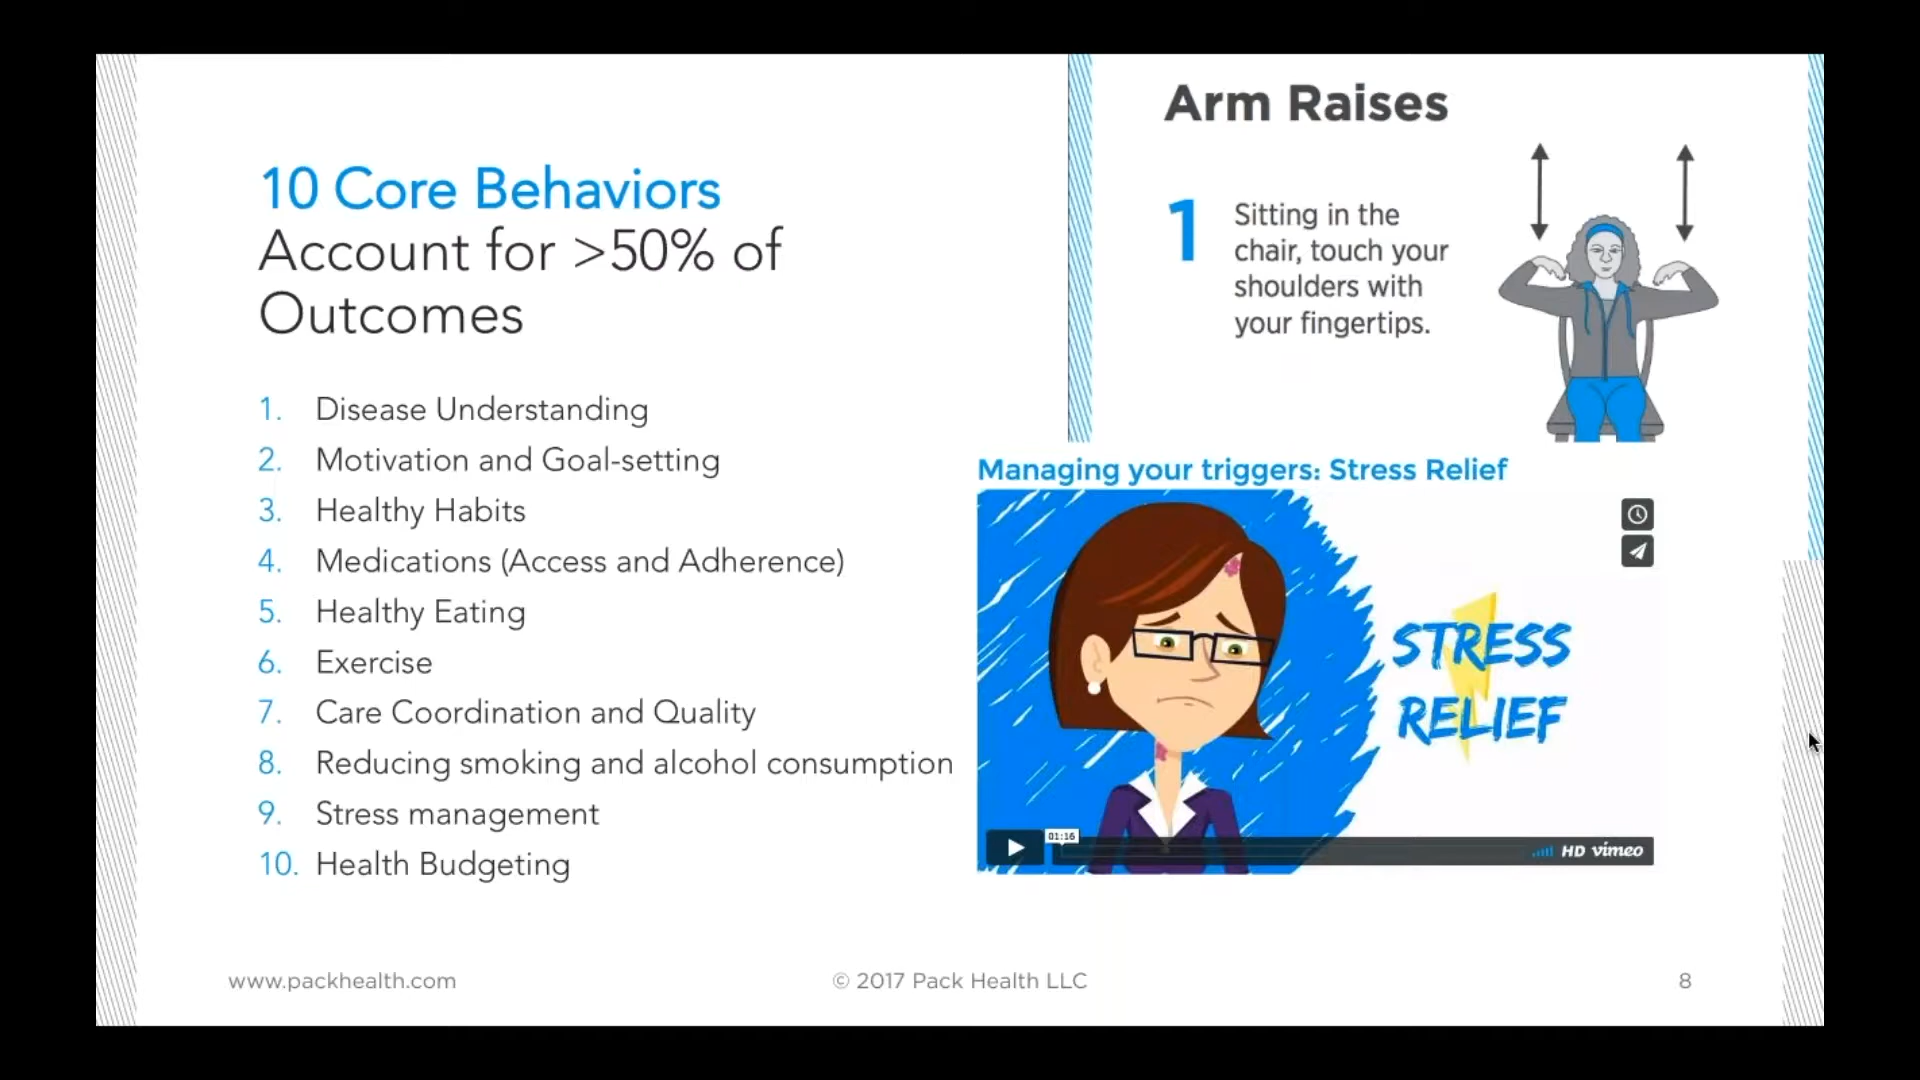 10 Core Behaviors
Account for >50% of
Outcomes
1. Disease Understanding
2. Motivation and Goal-setting
3. Healthy Habits
4. Medications (Access and Adherence)
5. Healthy Eating
6. Exercise
7. Care Coordination and Quality
8. Reducing smoking and alcohol consumption
9. Stress management
10. Health Budgeting
Arm Raises
1
Sitting in the
chair, touch your
shoulders with
your fingertips.
Managing your triggers: Stress Relief
STRESS
RELIEF
01:16
HD vimeo
www.packhealth.com
© 2017 Pack Health LLC
8